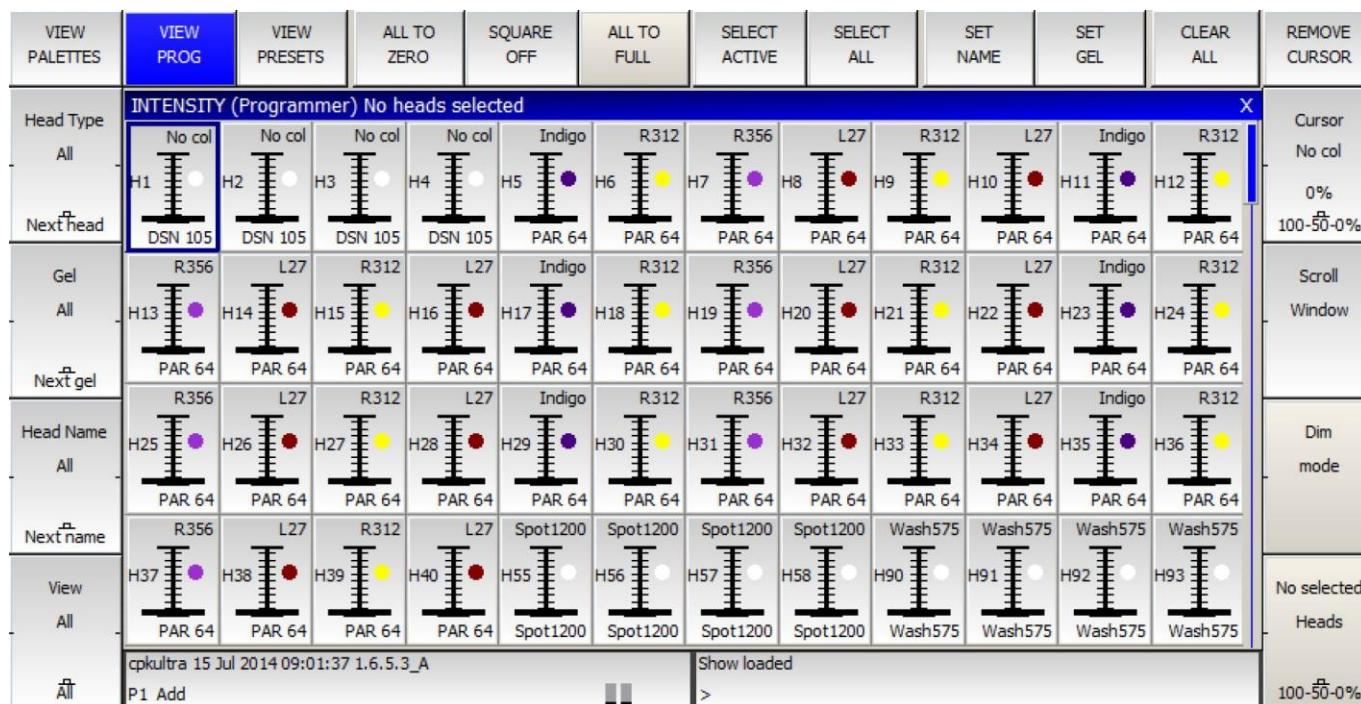 VIEW PALETTES VIEW PROG VIEW PRESETS ALL TO ZERO SQUARE OFF ALL TO FULL SELECT ACTIVE SELECT ALL SET NAME SET GEL CLEAR ALL REMOVE CURSOR
INTENSITY (Programmer) No heads selected X
Head Type
All
Next head
Gel
All
Next gel
Head Name
All
Next name
View
All
All
No col No col No col No col Indigo R312 R356 L27 R312 L27 Indigo R312
H1 H2 H3 H4 H5 H6 H7 H8 H9 H10 H11 H12
DSN 105 DSN 105 DSN 105 DSN 105 PAR 64 PAR 64 PAR 64 PAR 64 PAR 64 PAR 64 PAR 64 PAR 64
R356 L27 R312 L27 Indigo R312 R356 L27 R312 L27 Indigo R312
H13 H14 H15 H16 H17 H18 H19 H20 H21 H22 H23 H24
PAR 64 PAR 64 PAR 64 PAR 64 PAR 64 PAR 64 PAR 64 PAR 64 PAR 64 PAR 64 PAR 64 PAR 64
R356 L27 R312 L27 Indigo R312 R356 L27 R312 L27 Indigo R312
H25 H26 H27 H28 H29 H30 H31 H32 H33 H34 H35 H36
PAR 64 PAR 64 PAR 64 PAR 64 PAR 64 PAR 64 PAR 64 PAR 64 PAR 64 PAR 64 PAR 64 PAR 64
R356 L27 R312 L27 Spot1200 Spot1200 Spot1200 Spot1200 Wash575 Wash575 Wash575 Wash575
H37 H38 H39 H40 H55 H56 H57 H58 H90 H91 H92 H93
PAR 64 PAR 64 PAR 64 PAR 64 Spot1200 Spot1200 Spot1200 Spot1200 Wash575 Wash575 Wash575 Wash575
Cursor
No col
0%
100-50-0%
Scroll
Window
Dim
mode
No selected
Heads
100-50-0%
cpkultra 15 Jul 2014 09:01:37 1.6.5.3_A
P1 Add
Show loaded
>